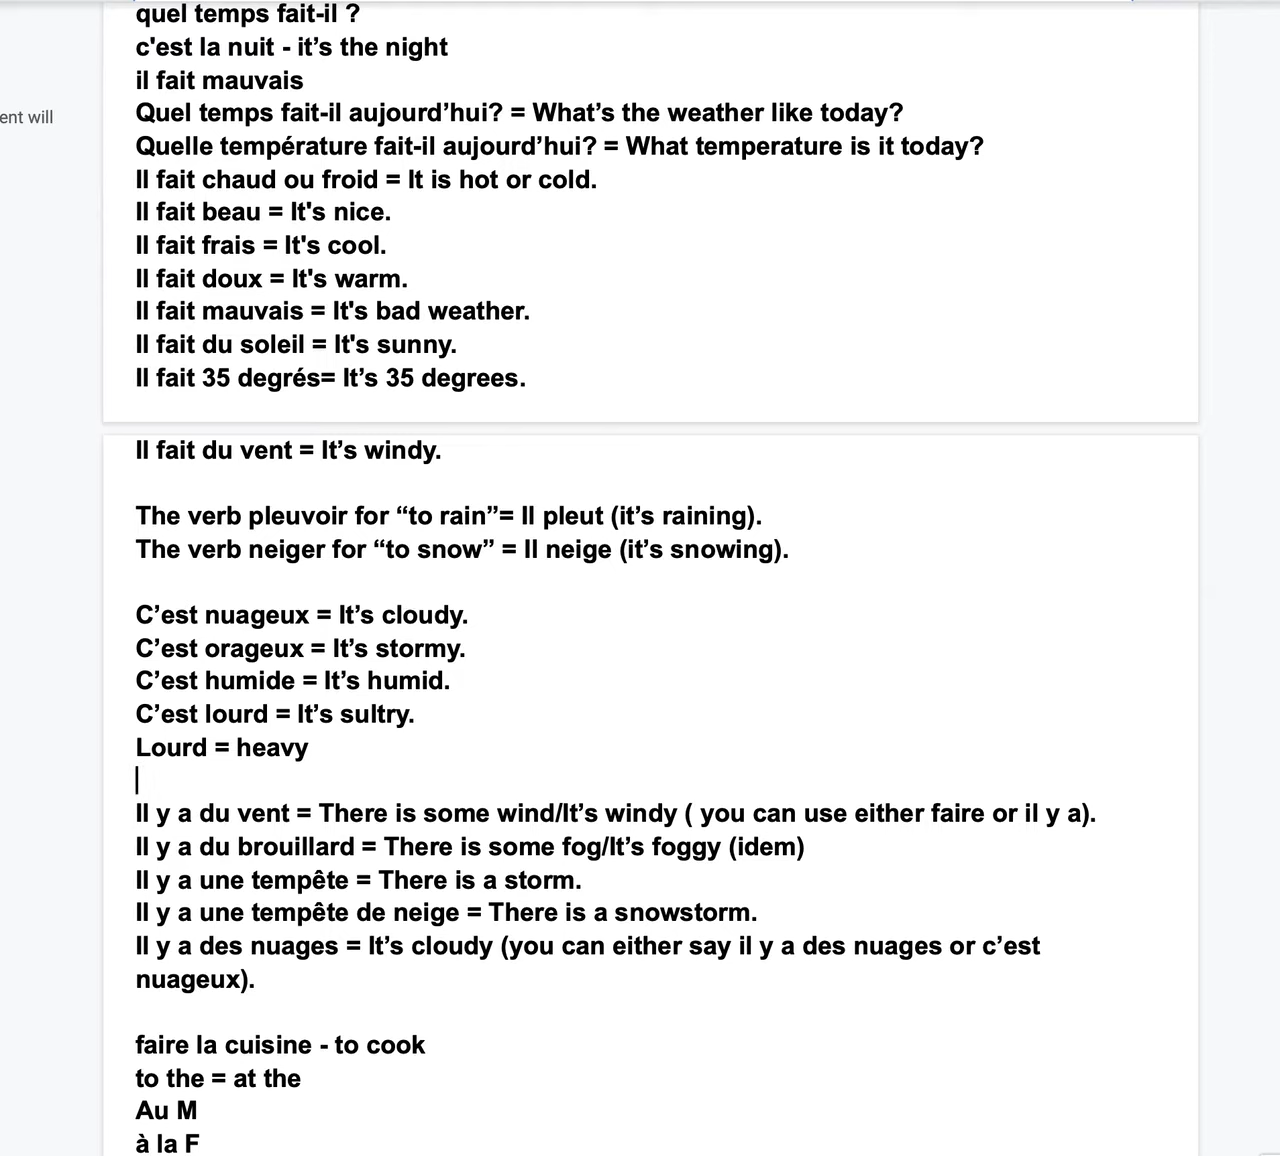 quel temps fait-il ?
c'est la nuit - it’s the night
il fait mauvais
ent will
Quel temps fait-il aujourd’hui? = What’s the weather like today?
Quelle température fait-il aujourd’hui? = What temperature is it today?
Il fait chaud ou froid = It is hot or cold.
Il fait beau = It's nice.
Il fait frais = It's cool.
Il fait doux = It's warm.
Il fait mauvais = It's bad weather.
Il fait du soleil = It's sunny.
Il fait 35 degrés= It’s 35 degrees.
Il fait du vent = It’s windy.
The verb pleuvoir for “to rain”= Il pleut (it’s raining).
The verb neiger for “to snow” = Il neige (it’s snowing).
C’est nuageux = It’s cloudy.
C’est orageux = It’s stormy.
C’est humide = It’s humid.
C’est lourd = It’s sultry.
Lourd = heavy
Il y a du vent = There is some wind/It’s windy ( you can use either faire or il y a).
Il y a du brouillard = There is some fog/It’s foggy (idem)
Il y a une tempête = There is a storm.
Il y a une tempête de neige = There is a snowstorm.
Il y a des nuages = It’s cloudy (you can either say il y a des nuages or c’est
nuageux).
faire la cuisine - to cook
to the = at the
Au M
à la F